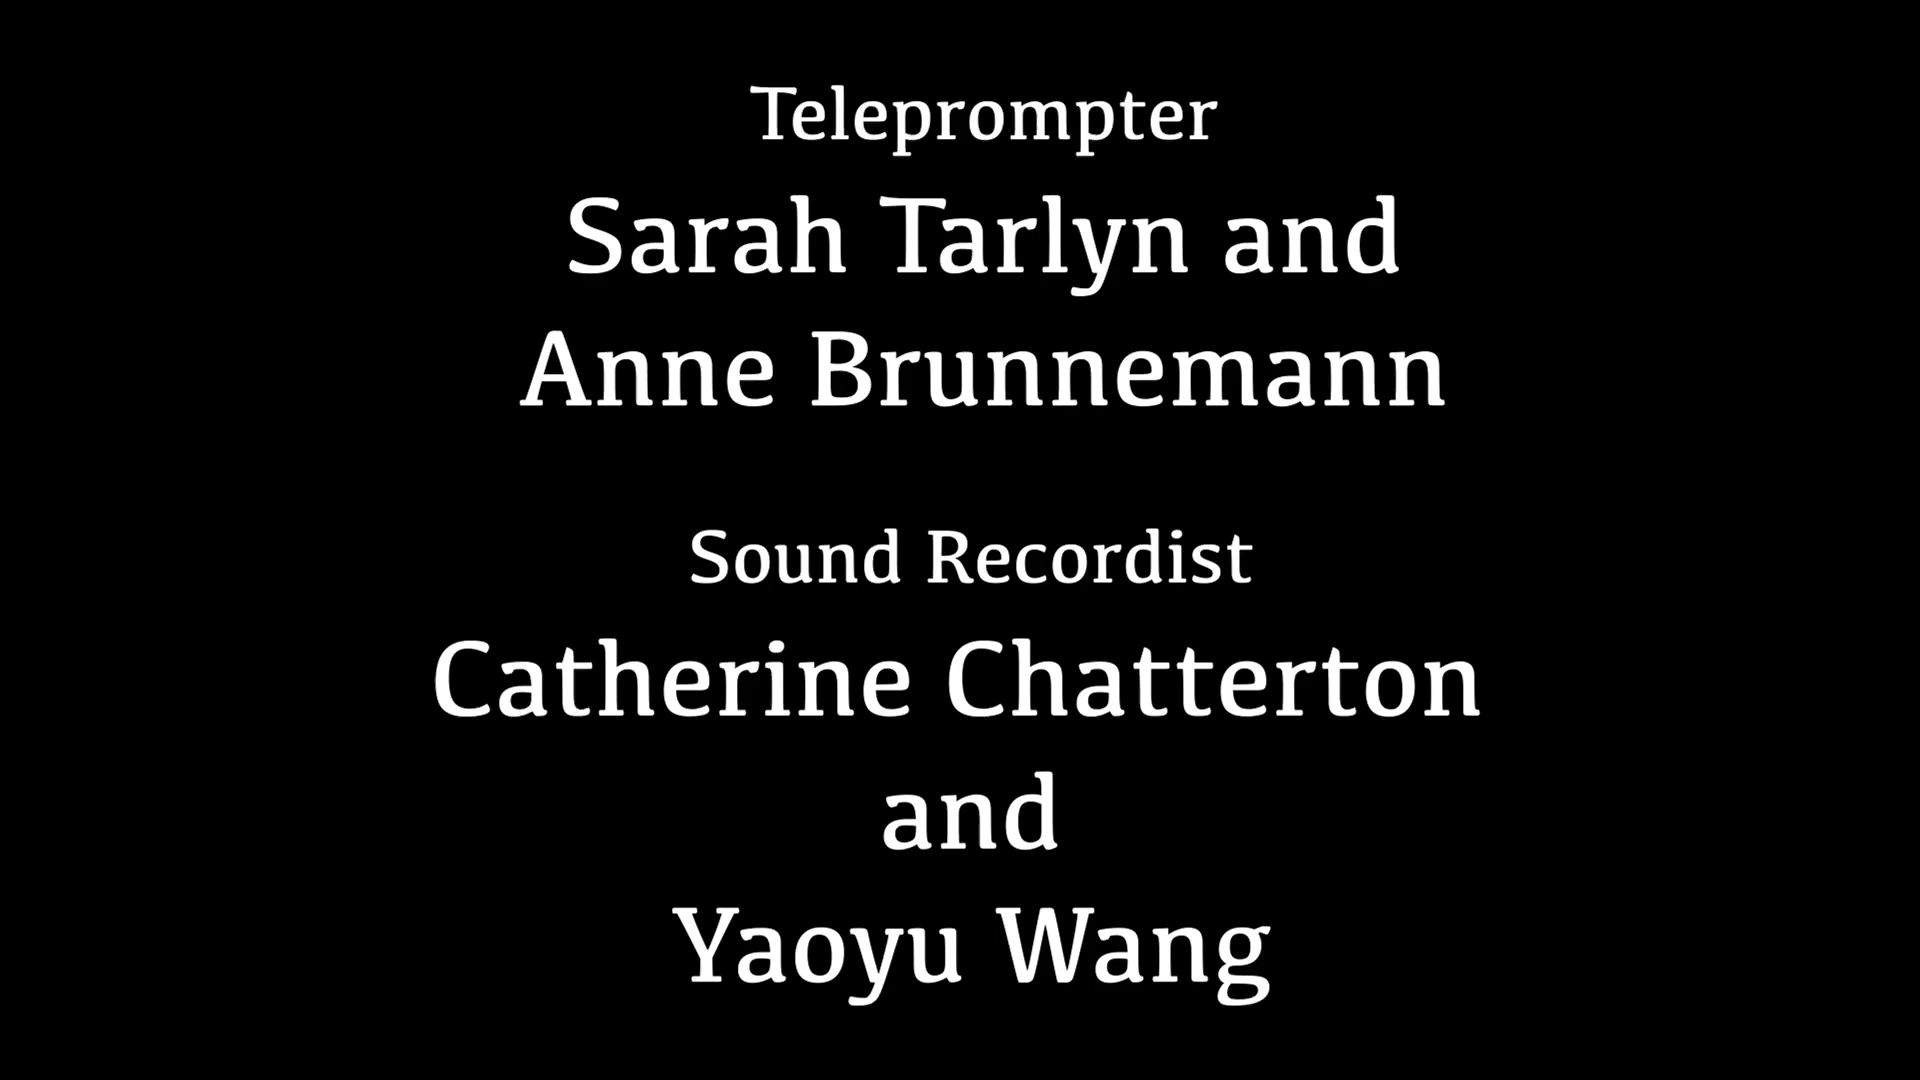 Teleprompter
Sarah Tarlyn and
Anne Brunnemann
Sound Recordist
Catherine Chatterton
and
Yaoyu Wang